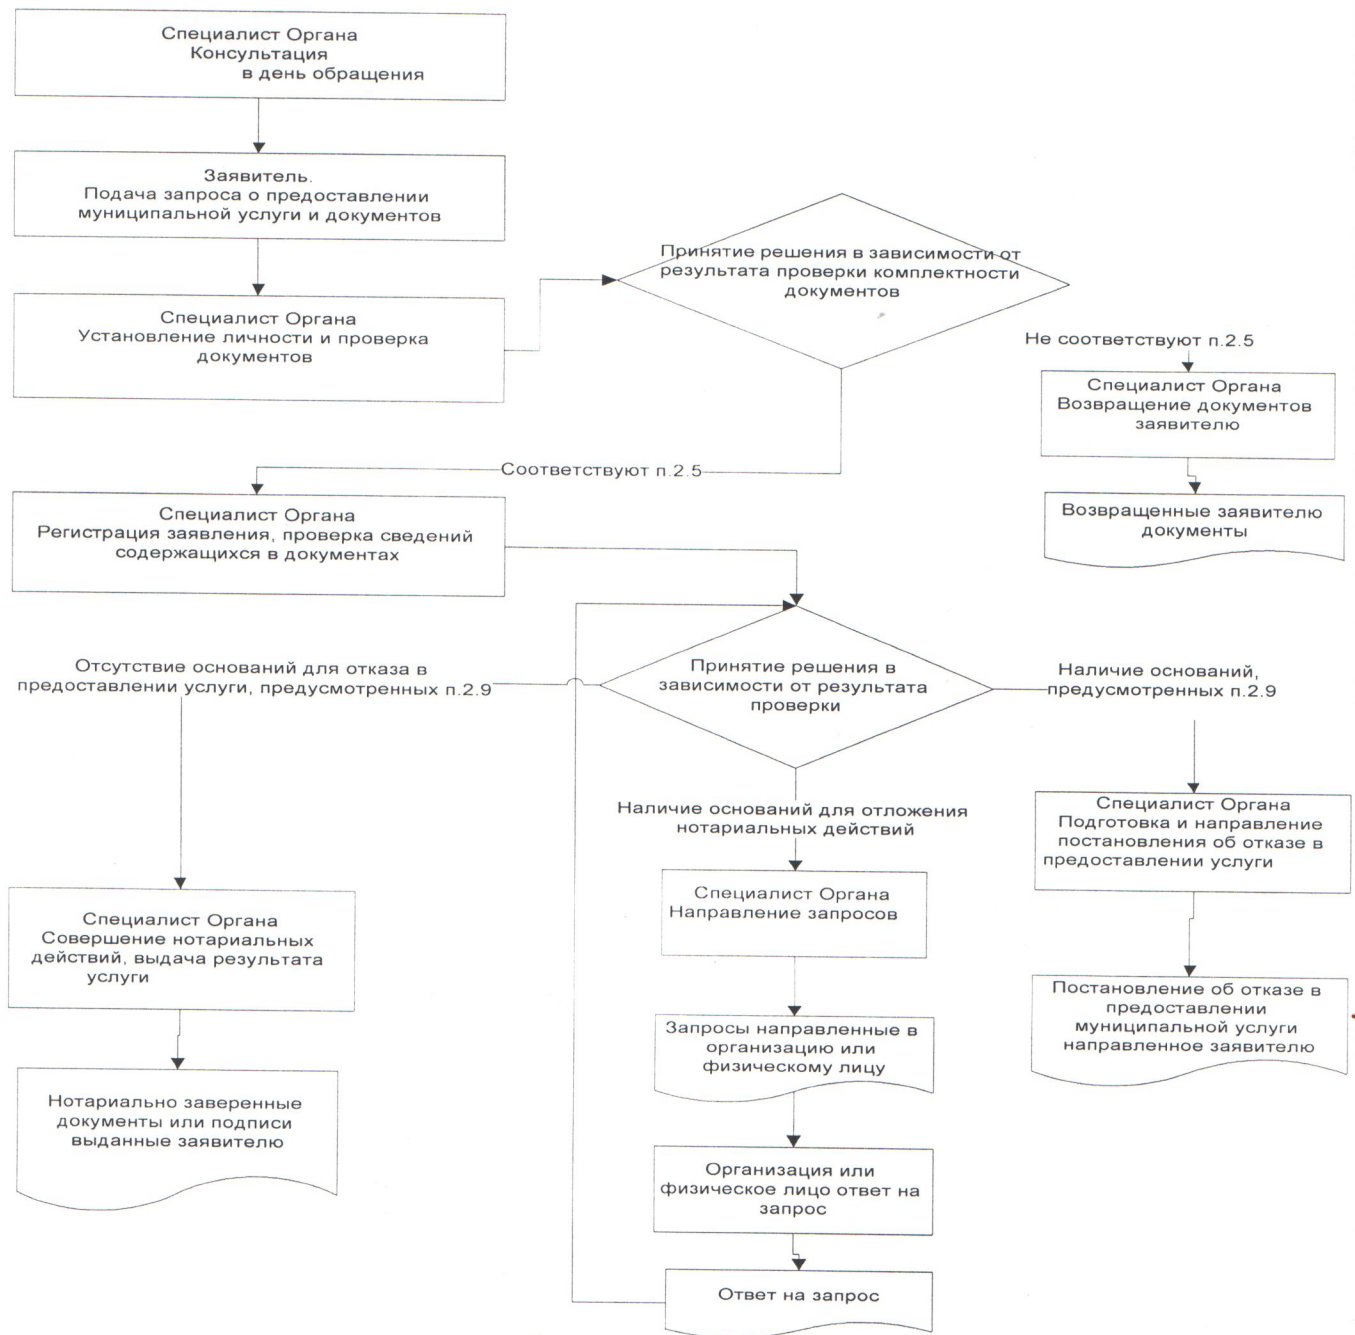 Специалист Органа
Консультация
в день обращения
Заявитель.
Подача запроса о предоставлении
муниципальной услуги и документов
Специалист Органа
Установление личности и проверка
документов
Принятие решения в зависимости от
результата проверки комплектности
документов
Не соответствуют п.2.5
Специалист Органа
Возвращение документов
заявителю
Возвращенные заявителю
документы
Соответствуют п.2.5
Специалист Органа
Регистрация заявления, проверка сведений
содержащихся в документах
Принятие решения в
зависимости от результата
проверки
Отсутствие оснований для отказа в
предоставлении услуги, предусмотренных п.2.9
Наличие оснований,
предусмотренных п.2.9
Наличие оснований для отложения
нотариальных действий
Специалист Органа
Совершение нотариальных
действий, выдача результата
услуги
Нотариально заверенные
документы или подписи
выданные заявителю
Специалист Органа
Направление запросов
Запросы направленные в
организацию или
физическому лицу
Организация или
физическое лицо ответ на
запрос
Ответ на запрос
Специалист Органа
Подготовка и направление
постановления об отказе в
предоставлении услуги
Постановление об отказе в
предоставлении
муниципальной услуги
направленное заявителю